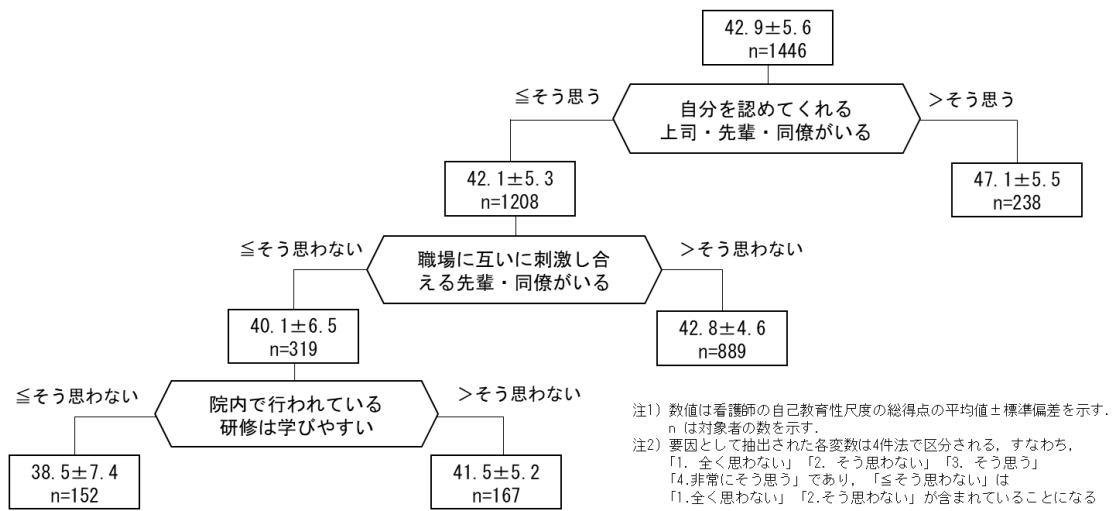 42.9±5.6
n=1446
≦そう思う
自分を認めてくれる
上司・先輩・同僚がいる
＞そう思う
42.1±5.3
n=1208
47.1±5.5
n=238
≦そう思わない
職場に互いに刺激し合
える先輩・同僚がいる
＞そう思わない
40.1±6.5
n=319
42.8±4.6
n=889
≦そう思わない
院内で行われている
研修は学びやすい
＞そう思わない
38.5±7.4
n=152
41.5±5.2
n=167
注1）数値は看護師の自己教育性尺度の総得点の平均値±標準偏差を示す．
n は対象者の数を示す．
注2）要因として抽出された各変数は4件法で区分される，すなわち，
「1. 全く思わない」「2. そう思わない」「3. そう思う」
「4.非常にそう思う」であり，「≦そう思わない」は
「1.全く思わない」「2.そう思わない」が含まれていることになる